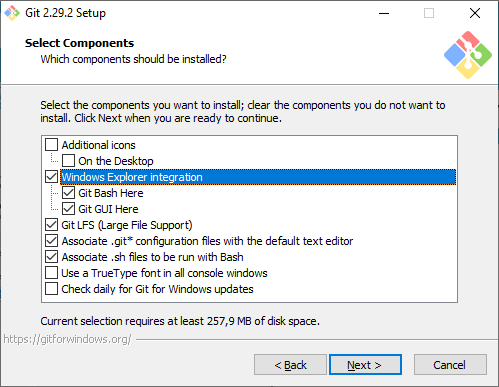 Git 2.29.2 Setup
Select Components
Which components should be installed?
Select the components you want to install; clear the components you do not want to
install. Click Next when you are ready to continue.
Additional icons
On the Desktop
Windows Explorer integration
Git Bash Here
Git GUI Here
Git LFS (Large File Support)
Associate .git* configuration files with the default text editor
Associate .sh files to be run with Bash
Use a TrueType font in all console windows
Check daily for Git for Windows updates
Current selection requires at least 257,9 MB of disk space.
https://gitforwindows.org/
< Back
Next >
Cancel